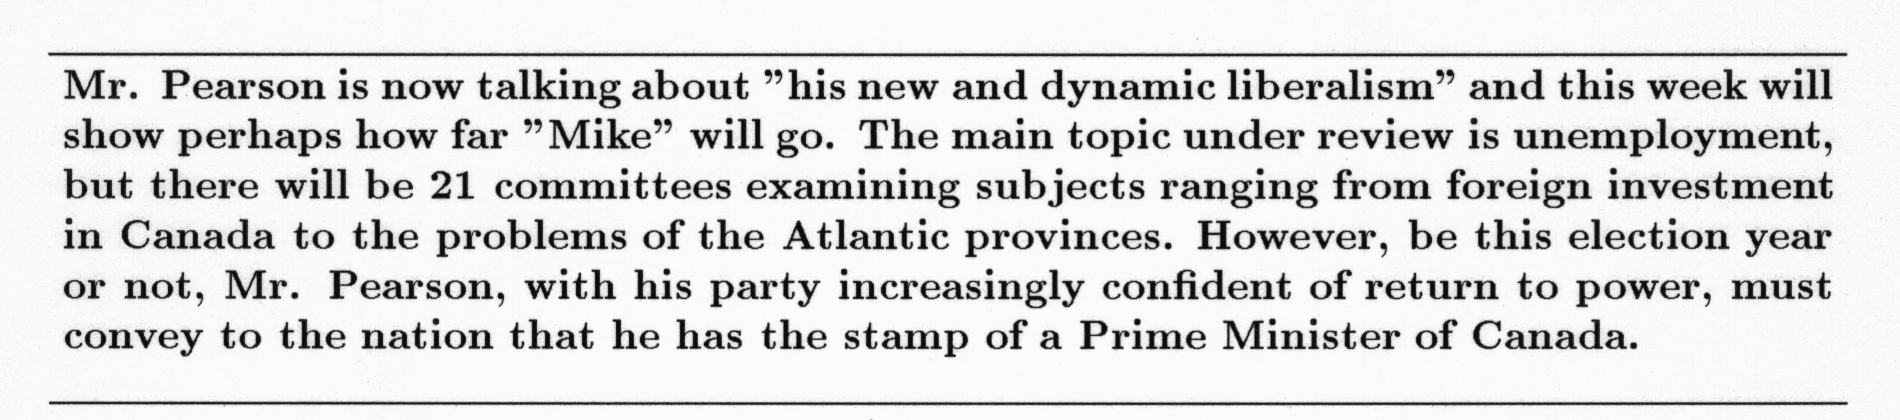 Mr. Pearson is now talking about ”his new and dynamic liberalism” and this week will
show perhaps how far ”Mike” will go. The main topic under review is unemployment,
but there will be 21 committees examining subjects ranging from foreign investment
in Canada to the problems of the Atlantic provinces. However, be this election year
or not, Mr. Pearson, with his party increasingly confident of return to power, must
convey to the nation that he has the stamp of a Prime Minister of Canada.